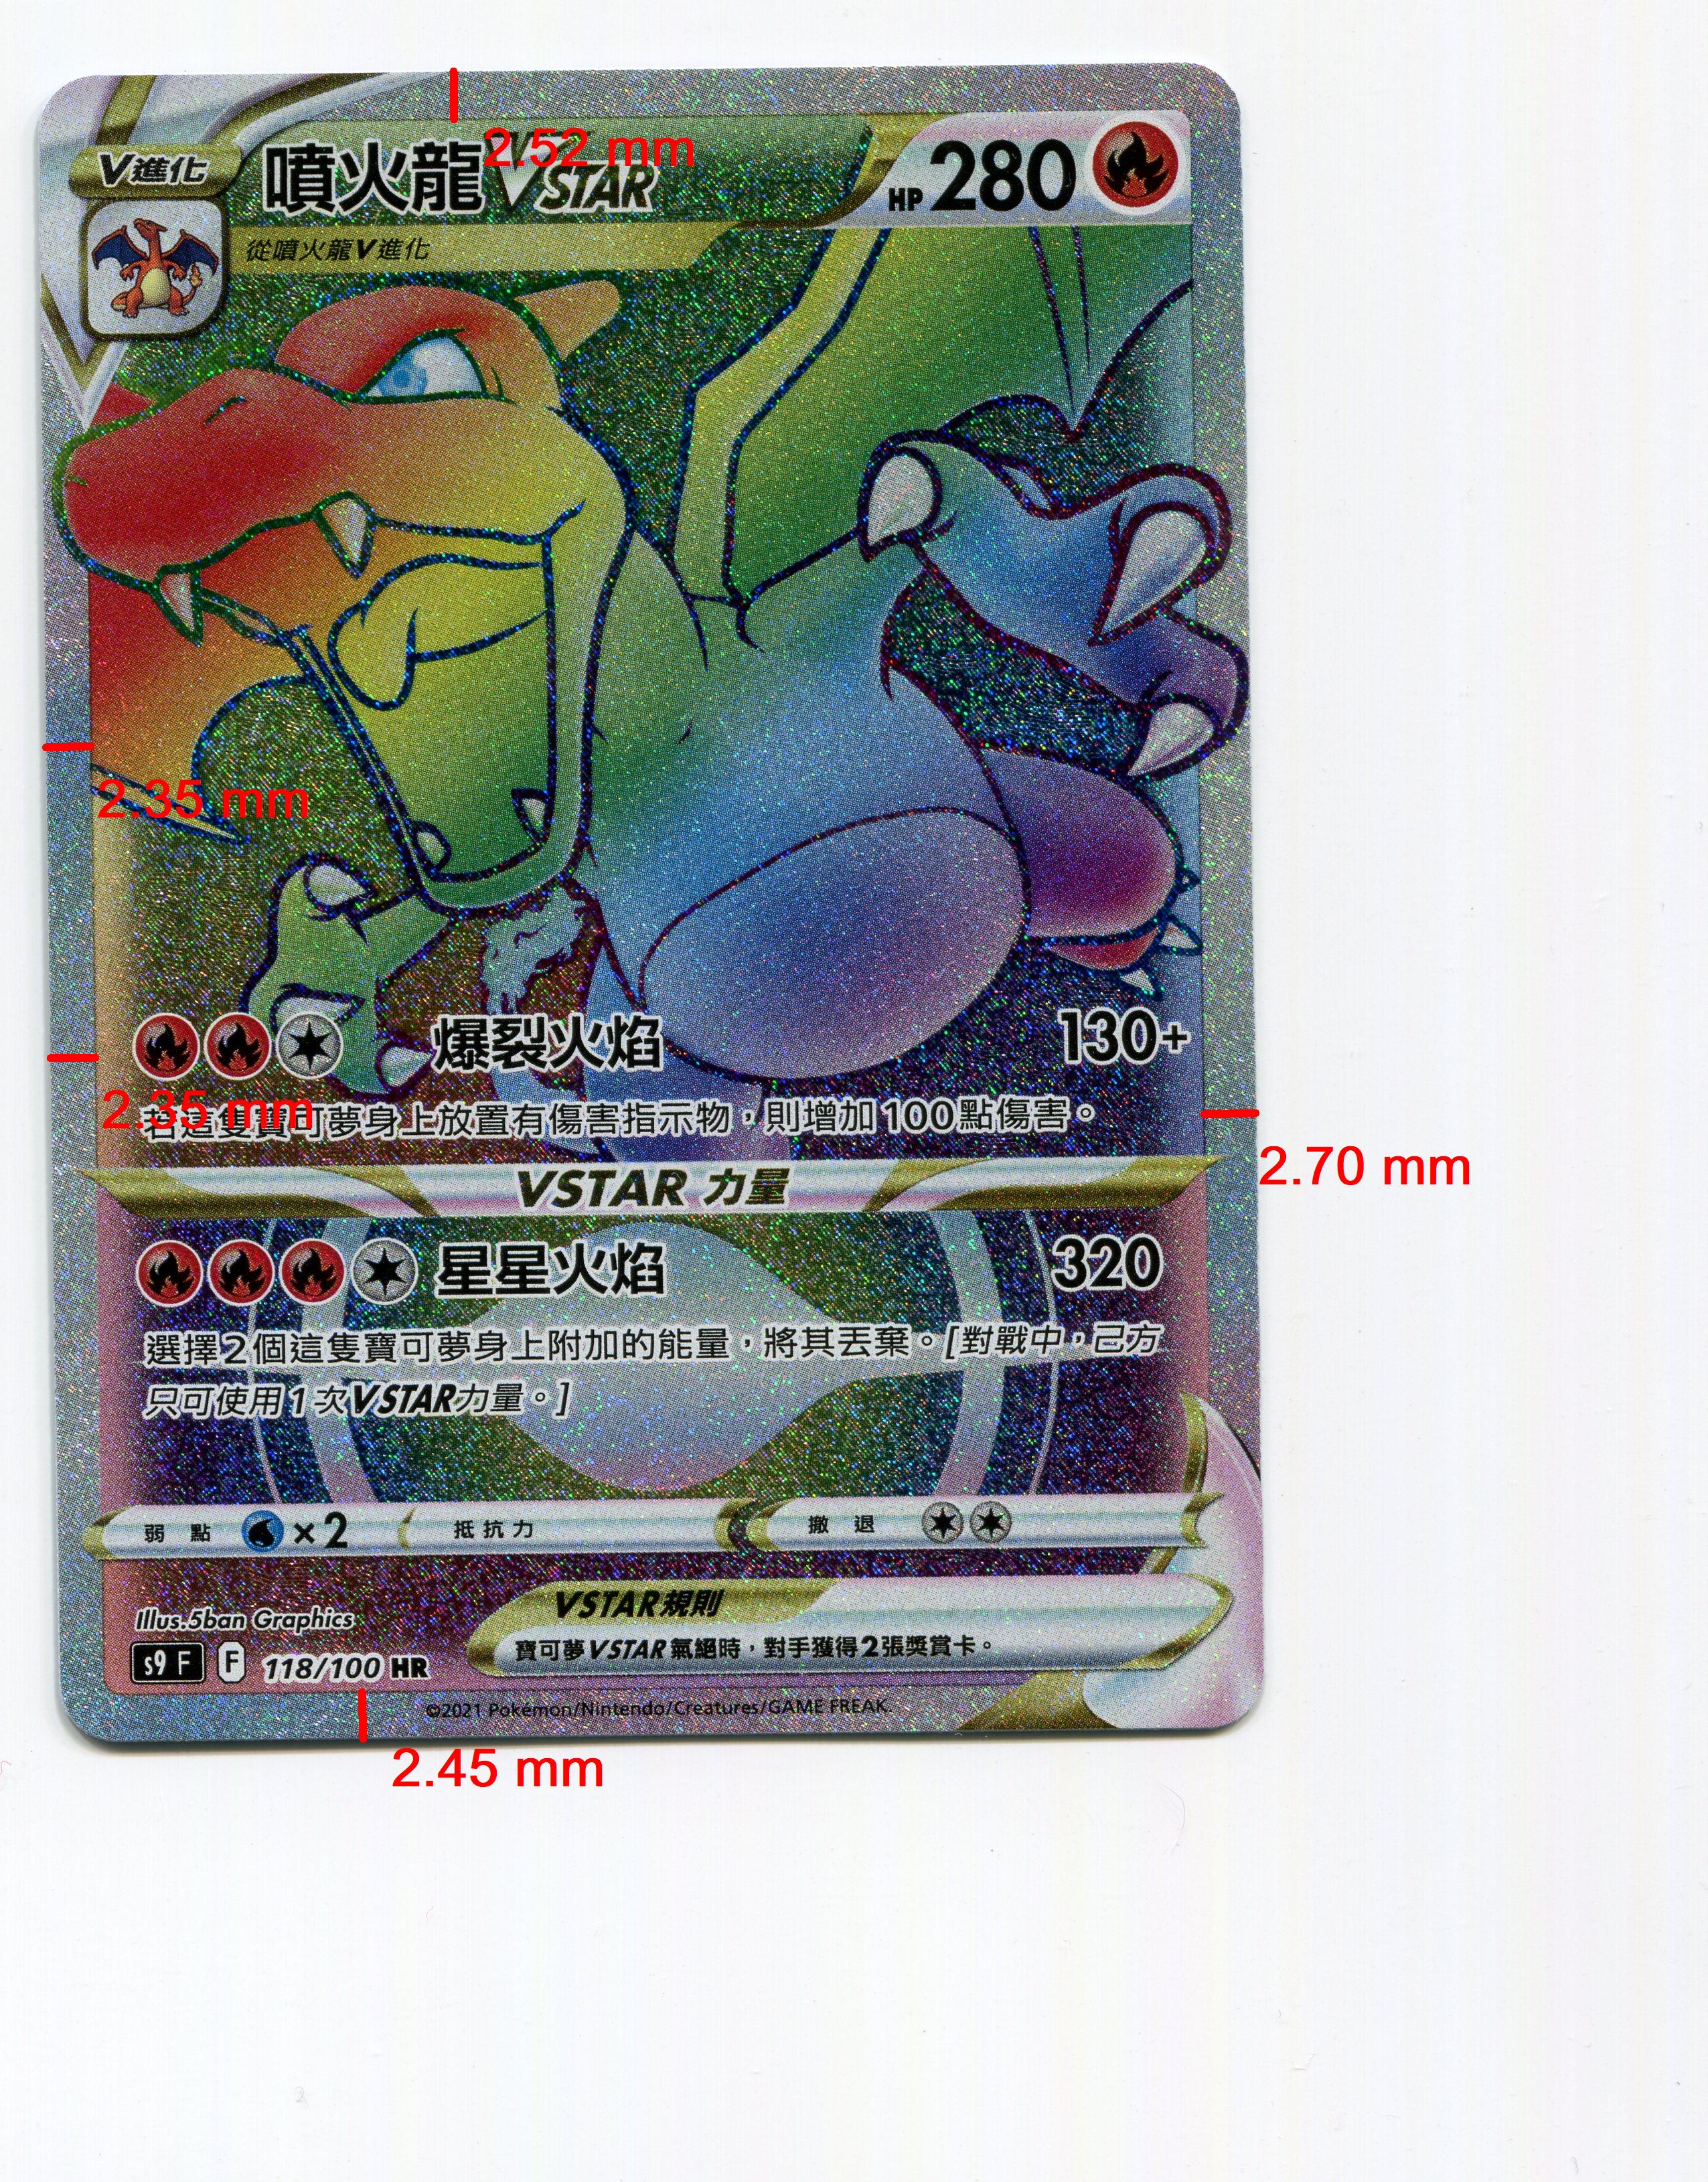 2.52 mm
V進化
噴火龍VSTAR
HP 280
從噴火龍V進化
2.35 mm
爆裂火焰 130+
2.35 mm
若這隻寶可夢身上放置有傷害指示物，則增加100點傷害。
2.70 mm
VSTAR 力量
星星火焰 320
選擇2個這隻寶可夢身上附加的能量，將其丟棄。[對戰中，己方
只可使用1次VSTAR力量。]
弱點 ×2 抵抗力 撤退
VSTAR規則
寶可夢VSTAR氣絕時，對手獲得2張獎賞卡。
Illus.5ban Graphics
s9 F F 118/100 HR
©2021 Pokémon/Nintendo/Creatures/GAME FREAK.
2.45 mm